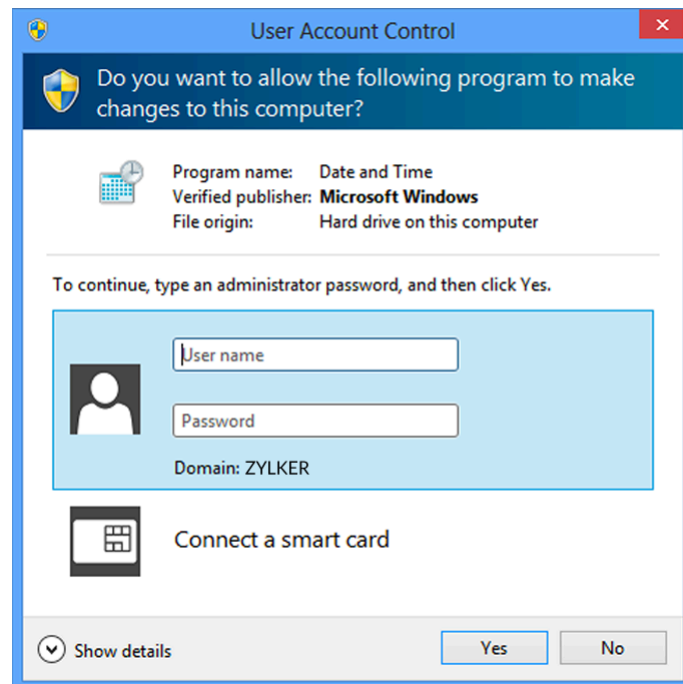 User Account Control
Do you want to allow the following program to make
changes to this computer?
Program name: Date and Time
Verified publisher: Microsoft Windows
File origin: Hard drive on this computer
To continue, type an administrator password, and then click Yes.
User name
Password
Domain: ZYLKER
Connect a smart card
Show details
Yes
No